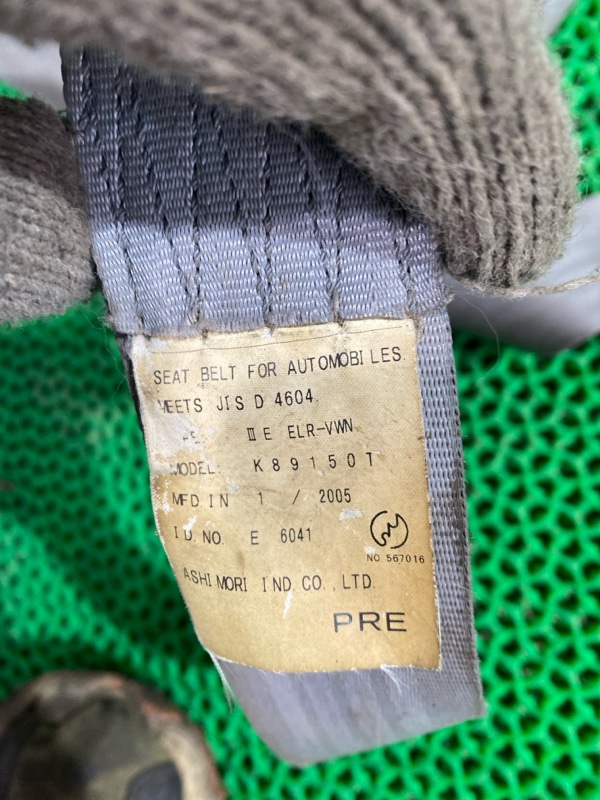 SEAT BELT FOR AUTOMOBILES.
MEETS JIS D 4604.
ⅢE ELR-VWN
MODEL: K89150T
MFD IN 1 / 2005
I.D. NO. E 6041
NO 567016
ASHIMORI IND. CO., LTD.
PRE